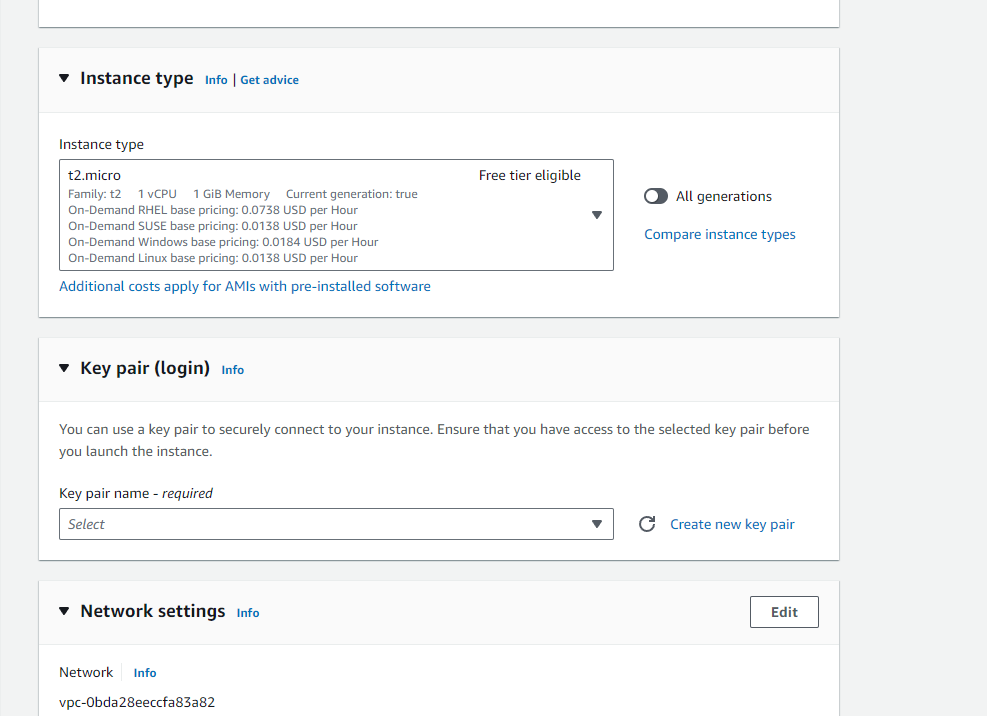 Instance type Info | Get advice
Instance type
t2.micro Free tier eligible
Family: t2 1 vCPU 1 GiB Memory Current generation: true
On-Demand RHEL base pricing: 0.0738 USD per Hour
On-Demand SUSE base pricing: 0.0138 USD per Hour
On-Demand Windows base pricing: 0.0184 USD per Hour
On-Demand Linux base pricing: 0.0138 USD per Hour
All generations
Compare instance types
Additional costs apply for AMIs with pre-installed software
Key pair (login) Info
You can use a key pair to securely connect to your instance. Ensure that you have access to the selected key pair before
you launch the instance.
Key pair name - required
Select
Create new key pair
Network settings Info
Edit
Network Info
vpc-0bda28eeccfa83a82